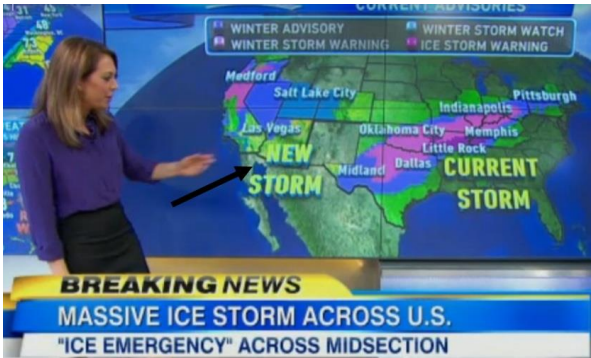 CURRENT ADVISORIES
WINTER ADVISORY
WINTER STORM WATCH
WINTER STORM WARNING
ICE STORM WARNING
Medford
Salt Lake City
Pittsburgh
Indianapolis
Las Vegas
Oklahoma City
Memphis
Little Rock
NEW
STORM
Midland
Dallas
CURRENT
STORM
BREAKING NEWS
MASSIVE ICE STORM ACROSS U.S.
"ICE EMERGENCY" ACROSS MIDSECTION